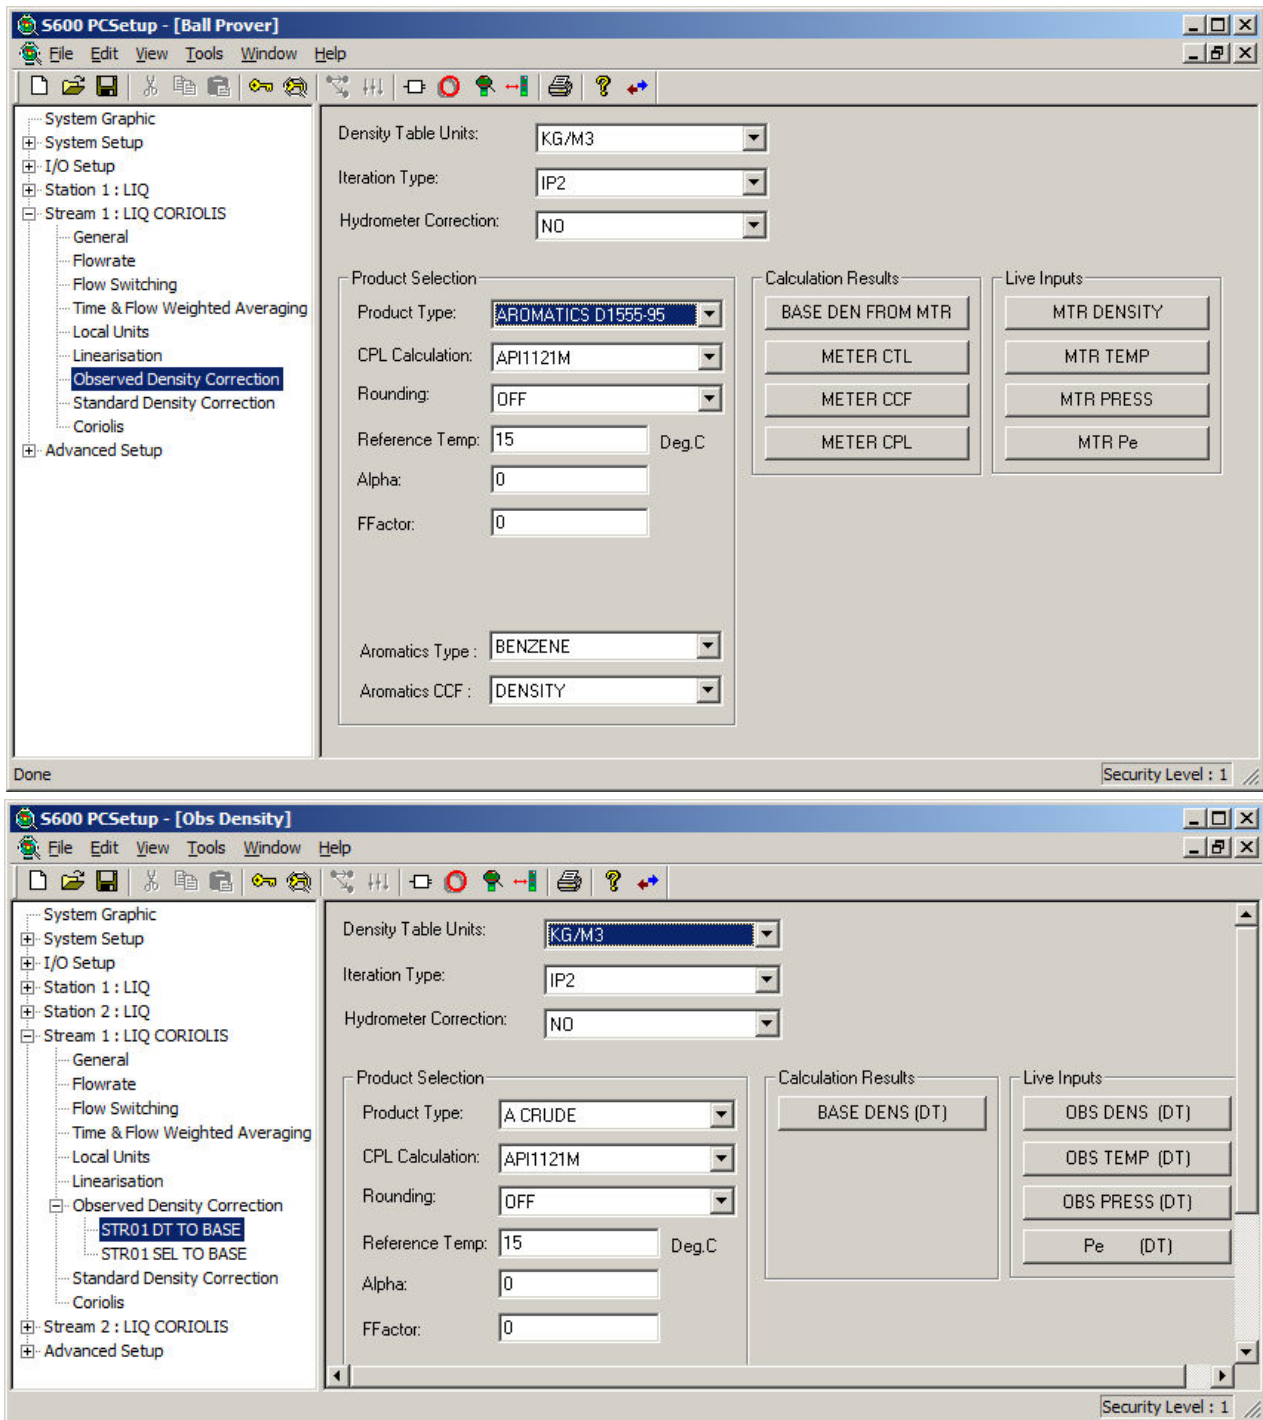 S600 PCSetup - [Ball Prover]
File Edit View Tools Window Help
System Graphic
System Setup
I/O Setup
Station 1 : LIQ
Stream 1 : LIQ CORIOLIS
General
Flowrate
Flow Switching
Time & Flow Weighted Averaging
Local Units
Linearisation
Observed Density Correction
Standard Density Correction
Coriolis
Advanced Setup
Density Table Units: KG/M3
Iteration Type: IP2
Hydrometer Correction: NO
Product Selection
Product Type: AROMATICS D1555-95
CPL Calculation: API1121M
Rounding: OFF
Reference Temp: 15 Deg.C
Alpha: 0
FFactor: 0
Aromatics Type : BENZENE
Aromatics CCF : DENSITY
Calculation Results
BASE DEN FROM MTR
METER CTL
METER CCF
METER CPL
Live Inputs
MTR DENSITY
MTR TEMP
MTR PRESS
MTR Pe
Done
Security Level : 1
S600 PCSetup - [Obs Density]
File Edit View Tools Window Help
System Graphic
System Setup
I/O Setup
Station 1 : LIQ
Station 2 : LIQ
Stream 1 : LIQ CORIOLIS
General
Flowrate
Flow Switching
Time & Flow Weighted Averaging
Local Units
Linearisation
Observed Density Correction
STR01 DT TO BASE
STR01 SEL TO BASE
Standard Density Correction
Coriolis
Stream 2 : LIQ CORIOLIS
Advanced Setup
Density Table Units: KG/M3
Iteration Type: IP2
Hydrometer Correction: NO
Product Selection
Product Type: A CRUDE
CPL Calculation: API1121M
Rounding: OFF
Reference Temp: 15 Deg.C
Alpha: 0
FFactor: 0
Calculation Results
BASE DENS (DT)
Live Inputs
OBS DENS (DT)
OBS TEMP (DT)
OBS PRESS (DT)
Pe (DT)
Security Level : 1